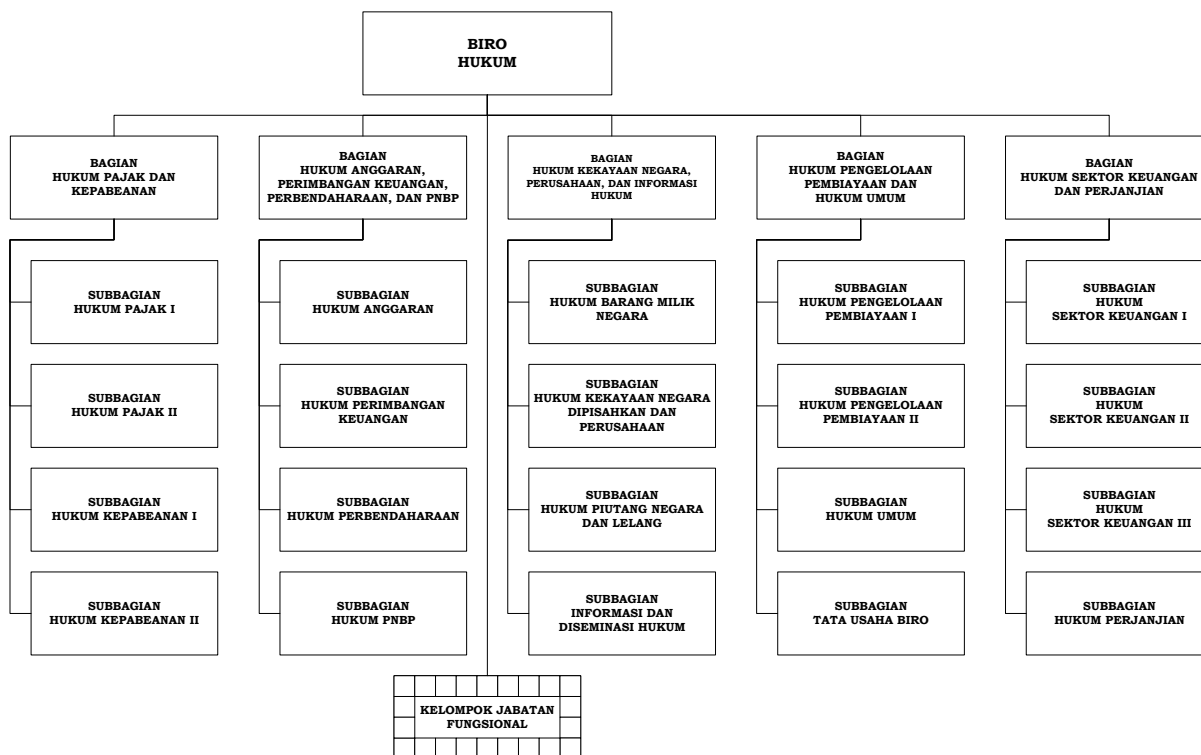 BIRO
HUKUM
BAGIAN
HUKUM PAJAK DAN
KEPABEANAN
BAGIAN
HUKUM ANGGARAN,
PERIMBANGAN KEUANGAN,
PERBENDAHARAAN, DAN PNBP
BAGIAN
HUKUM KEKAYAAN NEGARA,
PERUSAHAAN, DAN INFORMASI
HUKUM
BAGIAN
HUKUM PENGELOLAAN
PEMBIAYAAN DAN
HUKUM UMUM
BAGIAN
HUKUM SEKTOR KEUANGAN
DAN PERJANJIAN
SUBBAGIAN
HUKUM PAJAK I
SUBBAGIAN
HUKUM ANGGARAN
SUBBAGIAN
HUKUM BARANG MILIK
NEGARA
SUBBAGIAN
HUKUM PENGELOLAAN
PEMBIAYAAN I
SUBBAGIAN
HUKUM
SEKTOR KEUANGAN I
SUBBAGIAN
HUKUM PAJAK II
SUBBAGIAN
HUKUM PERIMBANGAN
KEUANGAN
SUBBAGIAN
HUKUM KEKAYAAN NEGARA
DIPISAHKAN DAN
PERUSAHAAN
SUBBAGIAN
HUKUM PENGELOLAAN
PEMBIAYAAN II
SUBBAGIAN
HUKUM
SEKTOR KEUANGAN II
SUBBAGIAN
HUKUM KEPABEANAN I
SUBBAGIAN
HUKUM PERBENDAHARAAN
SUBBAGIAN
HUKUM PIUTANG NEGARA
DAN LELANG
SUBBAGIAN
HUKUM UMUM
SUBBAGIAN
HUKUM
SEKTOR KEUANGAN III
SUBBAGIAN
HUKUM KEPABEANAN II
SUBBAGIAN
HUKUM PNBP
SUBBAGIAN
INFORMASI DAN
DISEMINASI HUKUM
SUBBAGIAN
TATA USAHA BIRO
SUBBAGIAN
HUKUM PERJANJIAN
KELOMPOK JABATAN
FUNGSIONAL